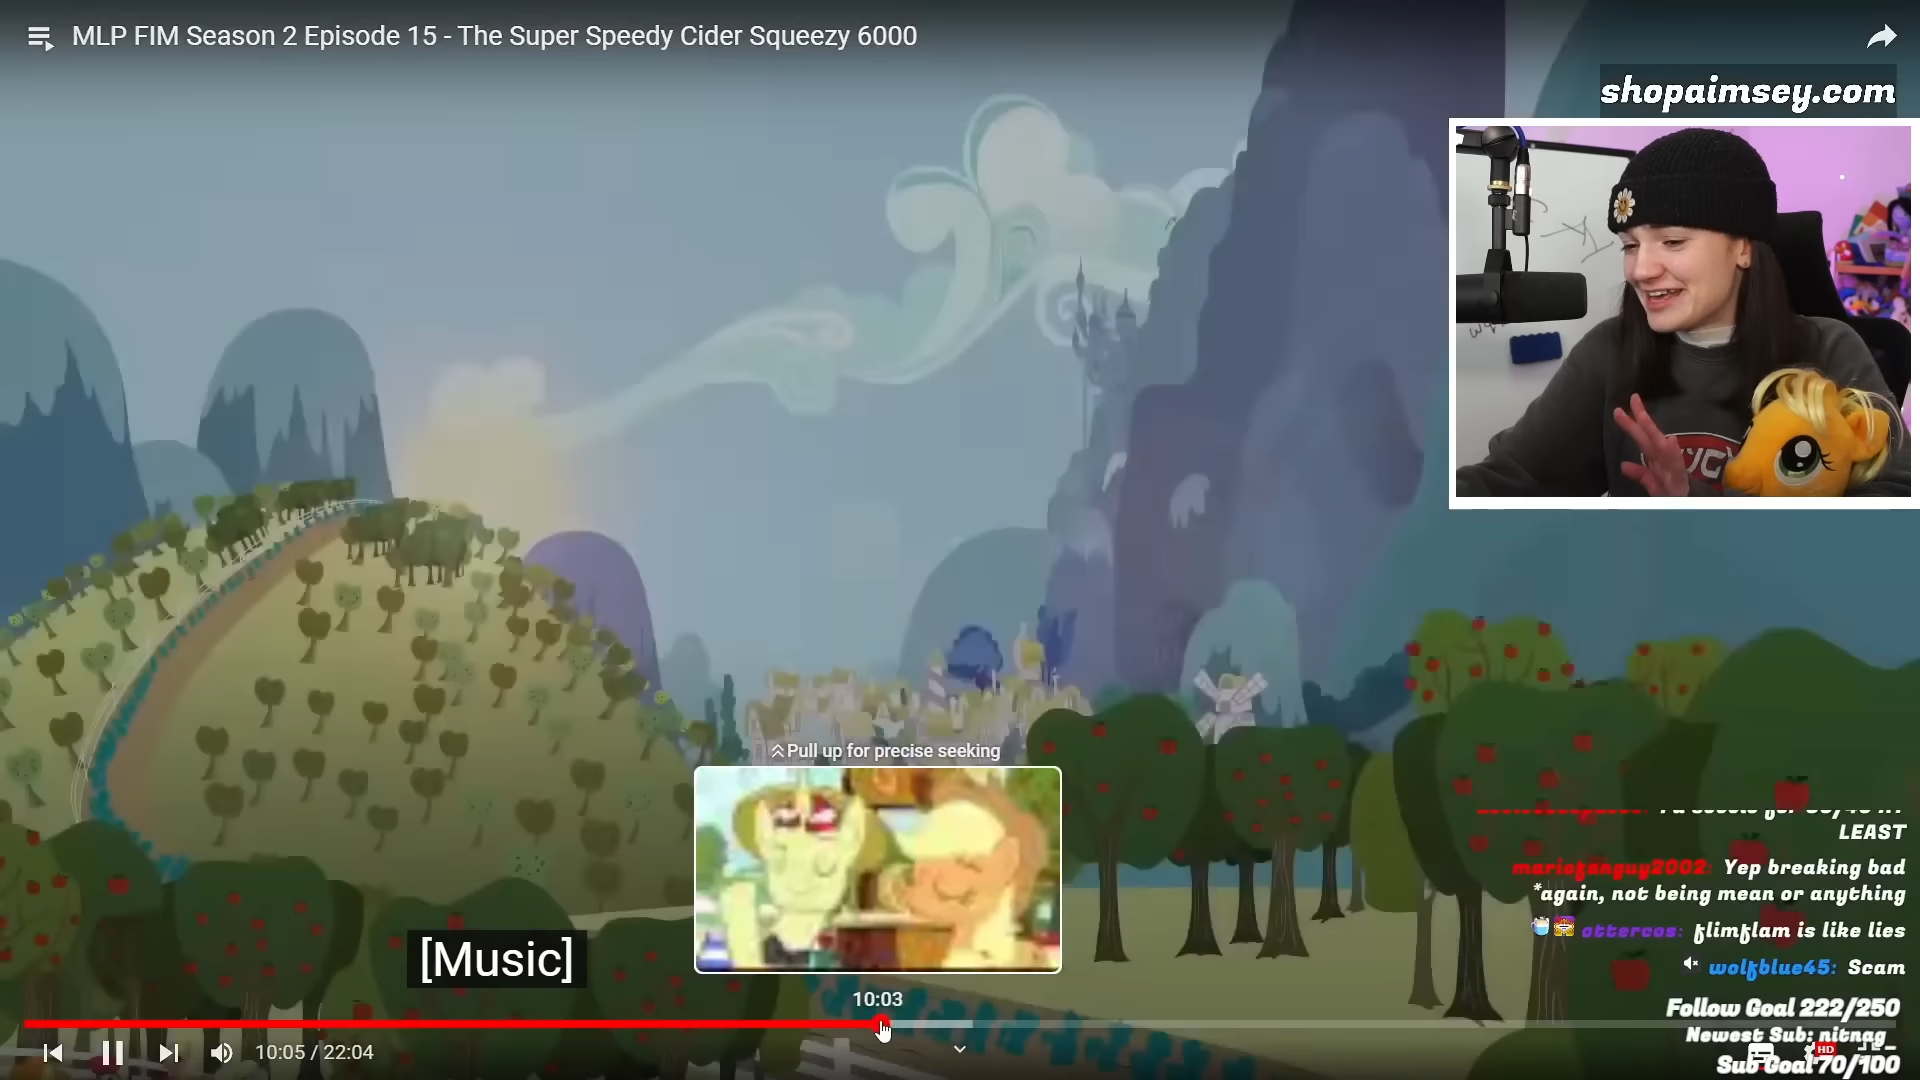 MLP FIM Season 2 Episode 15 - The Super Speedy Cider Squeezy 6000
shopaimsey.com
Pull up for precise seeking
[Music]
10:03
10:05 / 22:04
LEAST
mariofanguy2002: Yep breaking bad
*again, not being mean or anything
ottercos: flimflam is like lies
wolfblue45: Scam
Follow Goal 222/250
Newest Sub: nitnag
Sub Goal 70/100
HD